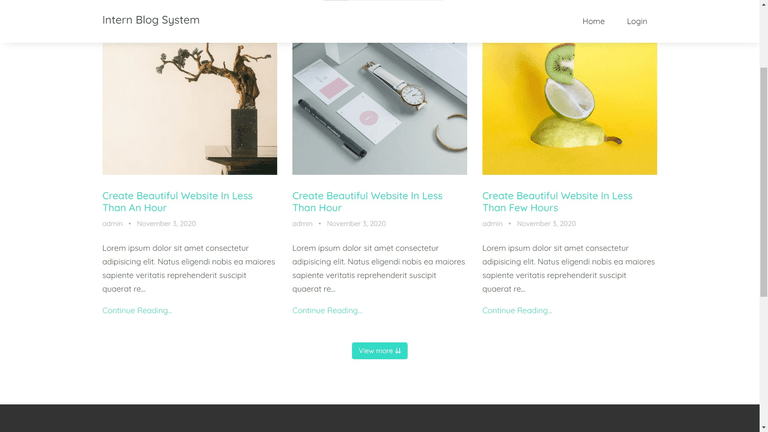 Intern Blog System
Home
Login
Create Beautiful Website In Less
Than An Hour
admin • November 3, 2020
Lorem ipsum dolor sit amet consectetur
adipisicing elit. Natus eligendi nobis ea maiores
sapiente veritatis reprehenderit suscipit
quaerat re...
Continue Reading...
Create Beautiful Website In Less
Than Hour
admin • November 3, 2020
Lorem ipsum dolor sit amet consectetur
adipisicing elit. Natus eligendi nobis ea maiores
sapiente veritatis reprehenderit suscipit
quaerat re...
Continue Reading...
Create Beautiful Website In Less
Than Few Hours
admin • November 3, 2020
Lorem ipsum dolor sit amet consectetur
adipisicing elit. Natus eligendi nobis ea maiores
sapiente veritatis reprehenderit suscipit
quaerat re...
Continue Reading...
View more ⇊